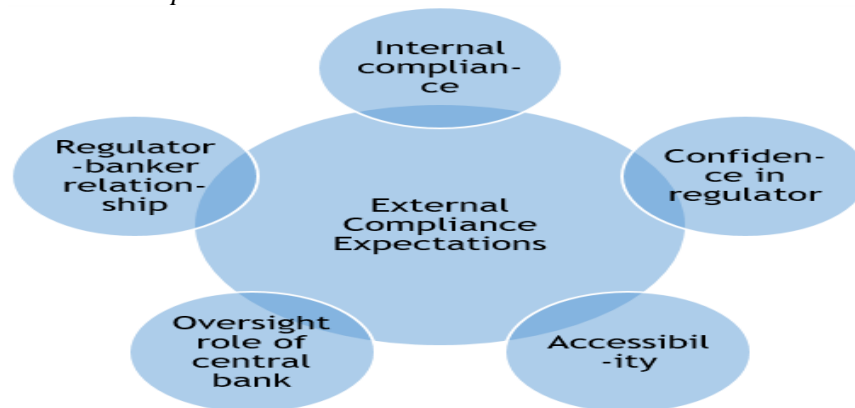 Internal
complian-
ce
Regulator
-banker
relation-
ship
Confiden-
ce in
regulator
External
Compliance
Expectations
Oversight
role of
central
bank
Accessibil
-ity